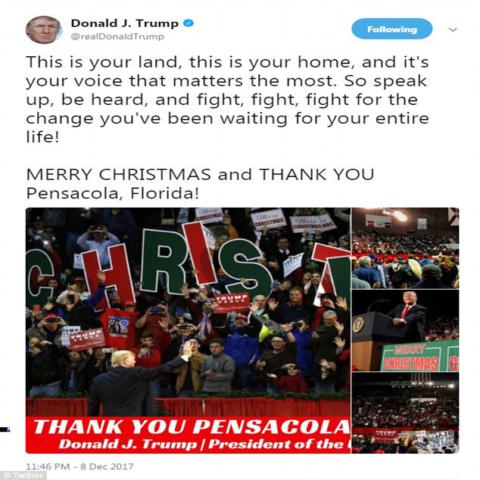 Donald J. Trump
@realDonaldTrump
Following
This is your land, this is your home, and it's
your voice that matters the most. So speak
up, be heard, and fight, fight, fight for the
change you've been waiting for your entire
life!
MERRY CHRISTMAS and THANK YOU
Pensacola, Florida!
CHRIST
TRUMP
TRUMP
MERRY
CHRISTMAS C
THANK YOU PENSACOLA
Donald J. Trump | President of the
11:46 PM - 8 Dec 2017
© Twitter